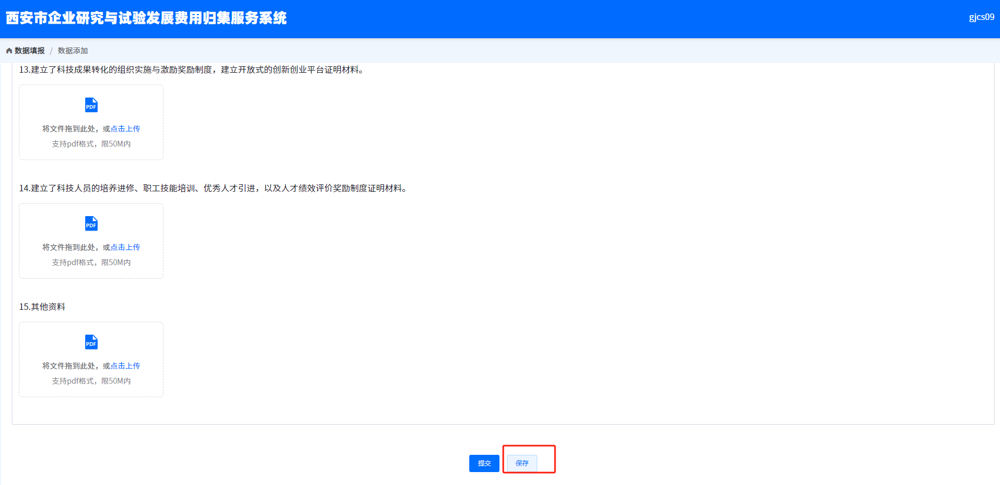 西安市企业研究与试验发展费用归集服务系统
gjcs09
数据填报 / 数据添加
13.建立了科技成果转化的组织实施与激励奖励制度，建立开放式的创新创业平台证明材料。
PDF
将文件拖到此处，或点击上传
支持pdf格式，限50M内
14.建立了科技人员的培养进修、职工技能培训、优秀人才引进，以及人才绩效评价奖励制度证明材料。
PDF
将文件拖到此处，或点击上传
支持pdf格式，限50M内
15.其他资料
PDF
将文件拖到此处，或点击上传
支持pdf格式，限50M内
提交
保存